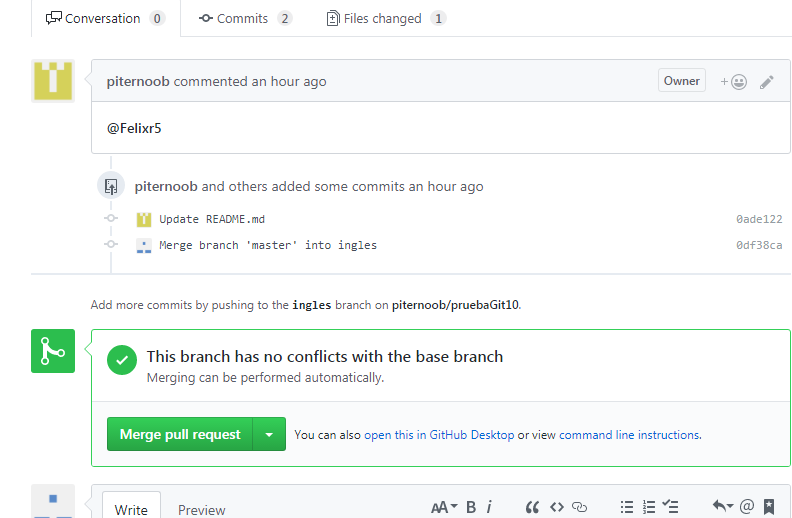 Conversation 0 Commits 2 Files changed 1
piternoob commented an hour ago Owner
@Felixr5
piternoob and others added some commits an hour ago
Update README.md 0ade122
Merge branch 'master' into ingles 0df38ca
Add more commits by pushing to the ingles branch on piternoob/pruebaGit10.
This branch has no conflicts with the base branch
Merging can be performed automatically.
Merge pull request You can also open this in GitHub Desktop or view command line instructions.
Write Preview AA B i